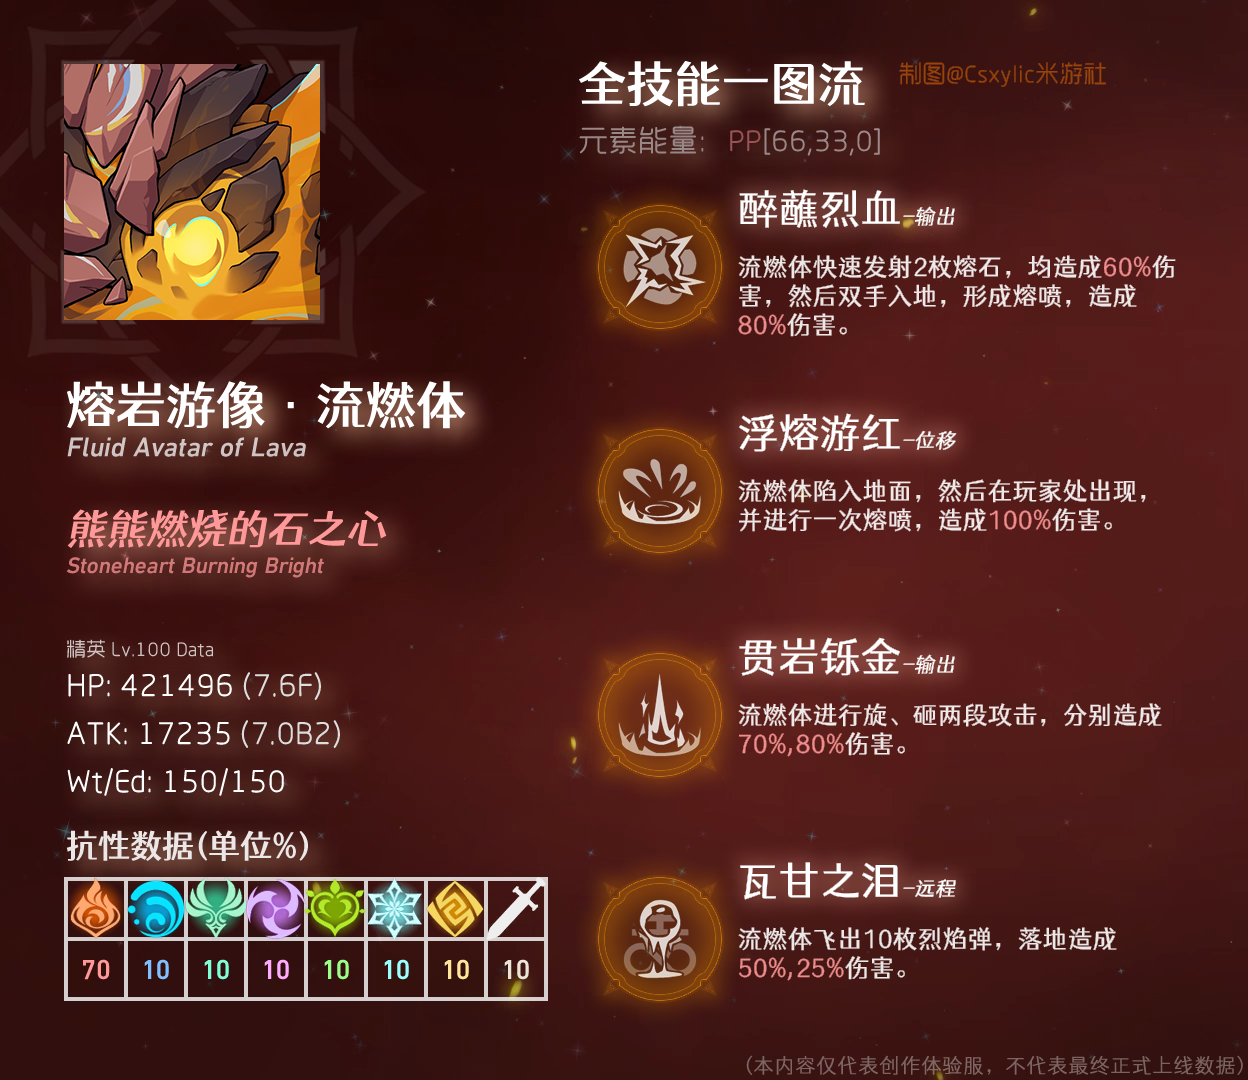 全技能一图流
制图@Csxylic米游社
元素能量: PP[66,33,0]
熔岩游像 · 流燃体
Fluid Avatar of Lava
熊熊燃烧的石之心
Stoneheart Burning Bright
精英 Lv.100 Data
HP: 421496 (7.6F)
ATK: 17235 (7.0B2)
Wt/Ed: 150/150
抗性数据(单位%)
70 10 10 10 10 10 10 10
醉蘸烈血-输出
流燃体快速发射2枚熔石，均造成60%伤
害，然后双手入地，形成熔喷，造成
80%伤害。
浮熔游红-位移
流燃体陷入地面，然后在玩家处出现，
并进行一次熔喷，造成100%伤害。
贯岩铄金-输出
流燃体进行旋、砸两段攻击，分别造成
70%,80%伤害。
瓦甘之泪-远程
流燃体飞出10枚烈焰弹，落地造成
50%,25%伤害。
(本内容仅代表创作体验服，不代表最终正式上线数据)